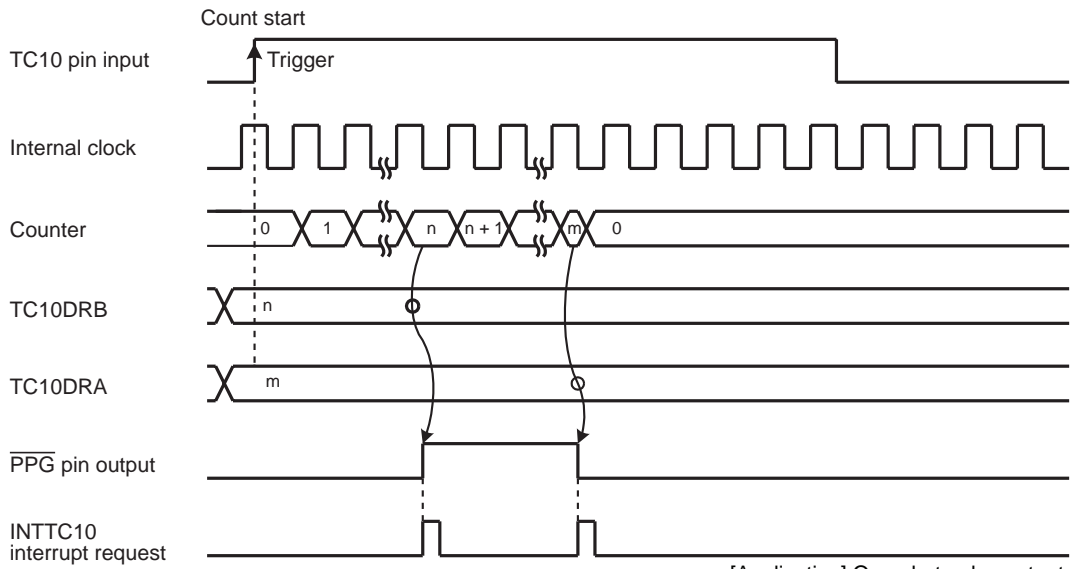 Count start
TC10 pin input
Trigger
Internal clock
Counter
0 1 n n + 1 m 0
TC10DRB
n
TC10DRA
m
PPG pin output
INTTC10
interrupt request